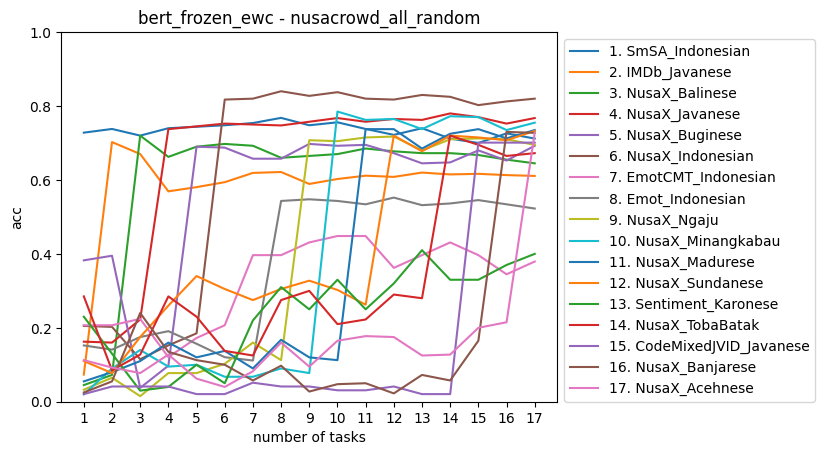 bert_frozen_ewc - nusacrowd_all_random
1.0
0.8
0.6
0.4
0.2
0.0
acc
1 2 3 4 5 6 7 8 9 10 11 12 13 14 15 16 17
number of tasks
1. SmSA_Indonesian
2. IMDb_Javanese
3. NusaX_Balinese
4. NusaX_Javanese
5. NusaX_Buginese
6. NusaX_Indonesian
7. EmotCMT_Indonesian
8. Emot_Indonesian
9. NusaX_Ngaju
10. NusaX_Minangkabau
11. NusaX_Madurese
12. NusaX_Sundanese
13. Sentiment_Karonese
14. NusaX_TobaBatak
15. CodeMixedJVID_Javanese
16. NusaX_Banjarese
17. NusaX_Acehnese